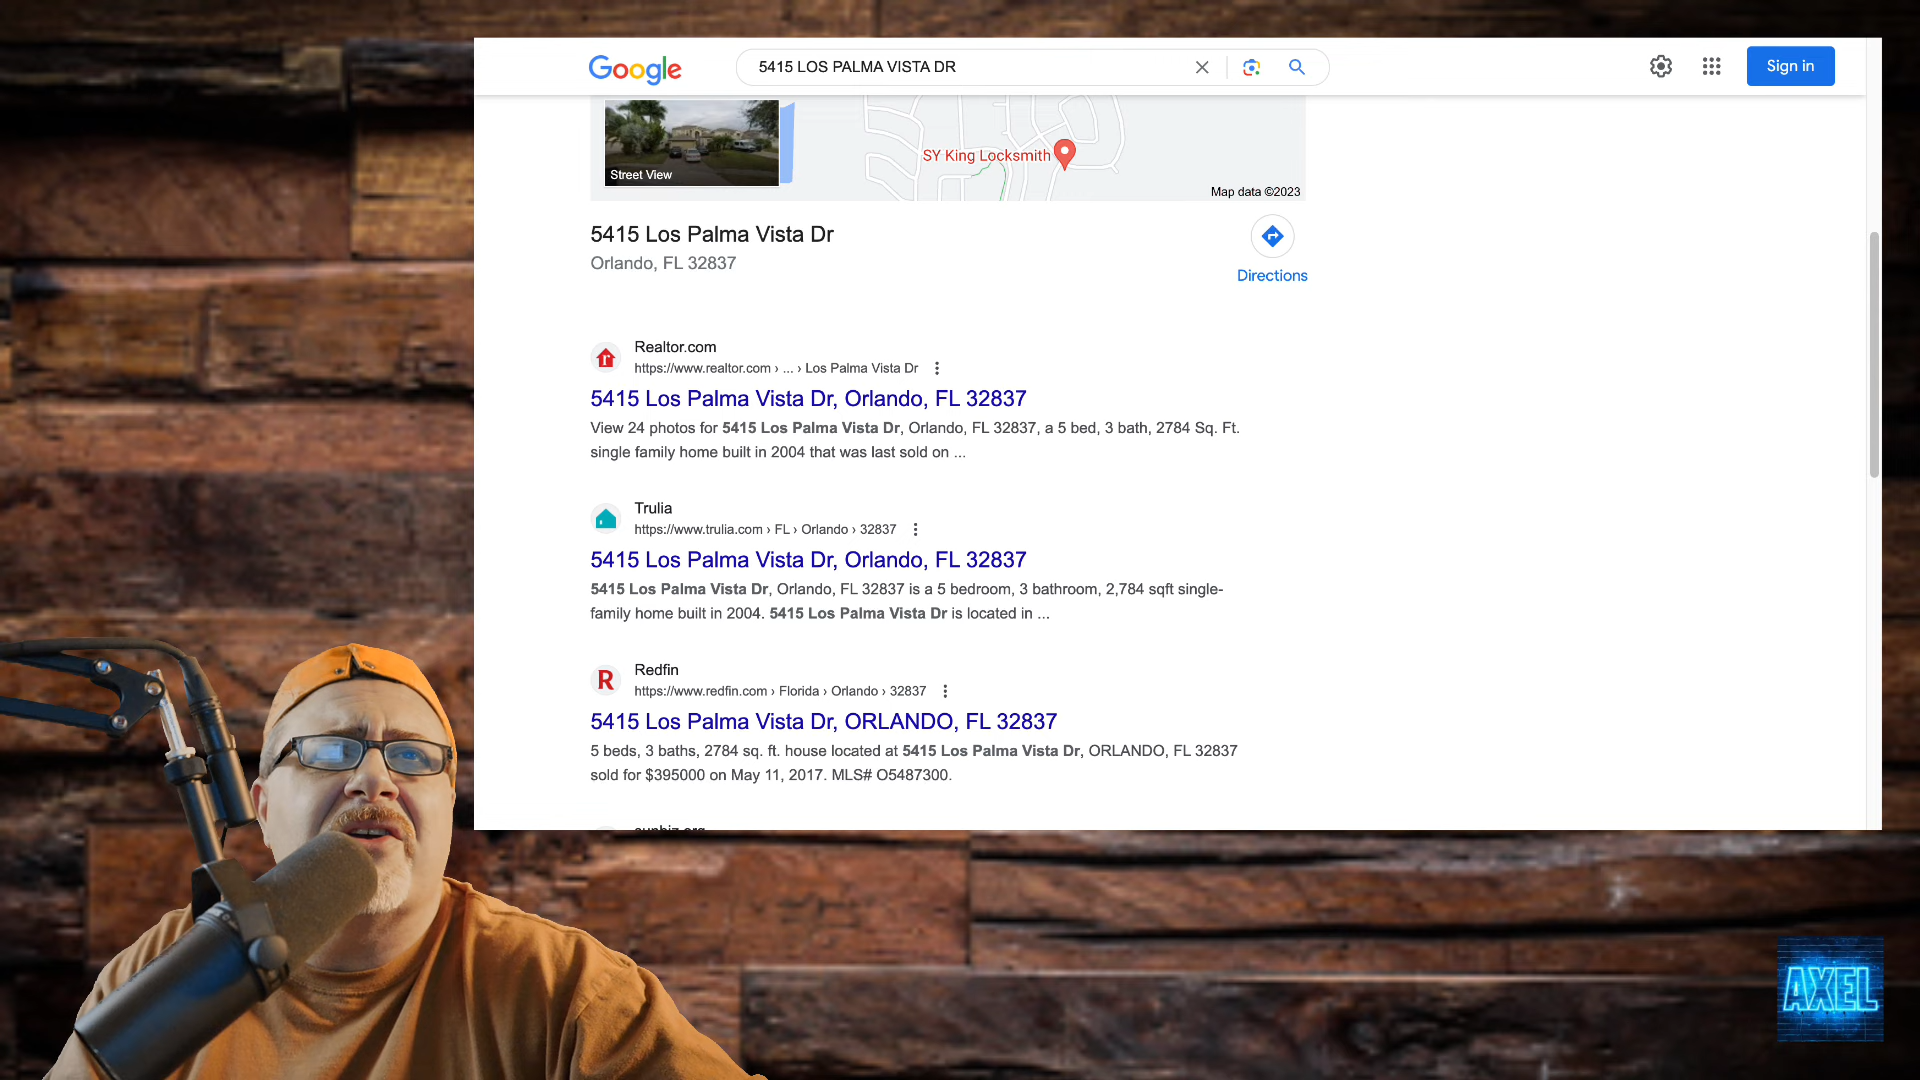 Google
5415 LOS PALMA VISTA DR
Sign in
Street View
SY King Locksmith
Map data ©2023
5415 Los Palma Vista Dr
Orlando, FL 32837
Directions
Realtor.com
https://www.realtor.com › ... › Los Palma Vista Dr
5415 Los Palma Vista Dr, Orlando, FL 32837
View 24 photos for 5415 Los Palma Vista Dr, Orlando, FL 32837, a 5 bed, 3 bath, 2784 Sq. Ft.
single family home built in 2004 that was last sold on ...
Trulia
https://www.trulia.com › FL › Orlando › 32837
5415 Los Palma Vista Dr, Orlando, FL 32837
5415 Los Palma Vista Dr, Orlando, FL 32837 is a 5 bedroom, 3 bathroom, 2,784 sqft single-
family home built in 2004. 5415 Los Palma Vista Dr is located in ...
R
Redfin
https://www.redfin.com › Florida › Orlando › 32837
5415 Los Palma Vista Dr, ORLANDO, FL 32837
5 beds, 3 baths, 2784 sq. ft. house located at 5415 Los Palma Vista Dr, ORLANDO, FL 32837
sold for $395000 on May 11, 2017. MLS# O5487300.
AXEL